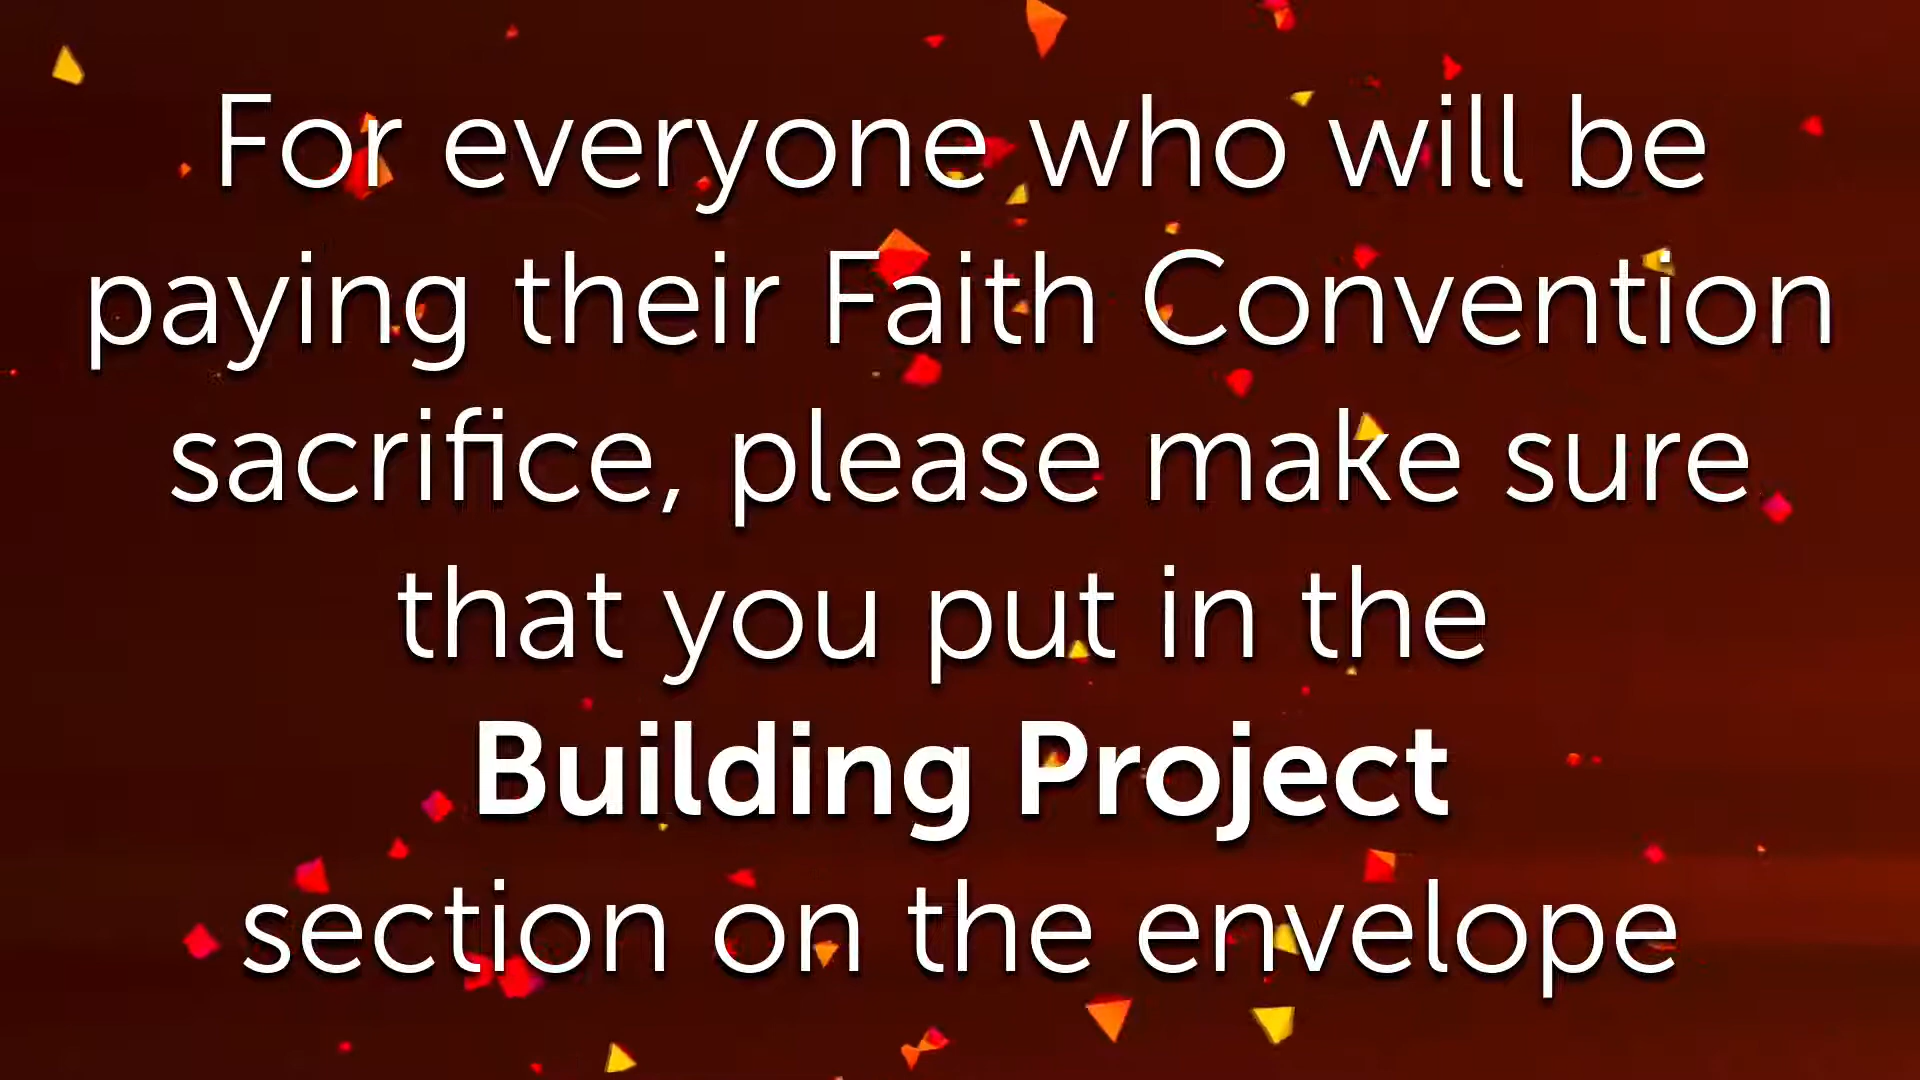 For everyone who will be
paying their Faith Convention
sacrifice, please make sure
that you put in the
Building Project
section on the envelope